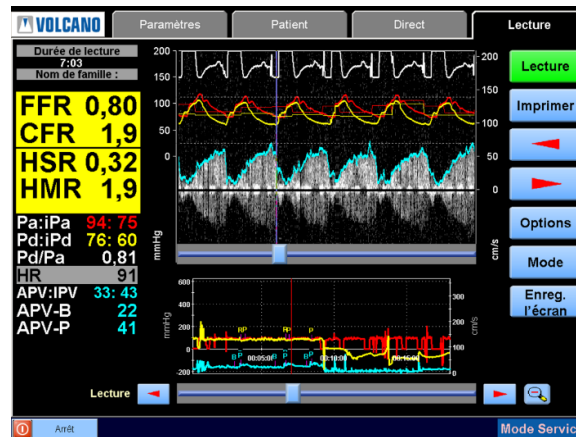 VOLCANO
Paramètres
Patient
Direct
Lecture
Durée de lecture
7:03
Nom de famille :
FFR 0,80
CFR 1,9
HSR 0,32
HMR 1,9
Pa:iPa 94: 75
Pd:iPd 76: 60
Pd/Pa 0,81
HR 91
APV:IPV 33: 43
APV-B 22
APV-P 41
200
150
100
50
0
mmHg
200
150
100
50
0
cm/s
Lecture
Imprimer
Options
Mode
Enreg.
l'écran
600
400
200
0
-200
mmHg
300
200
100
0
cm/s
RP
P
P
B P
B
P
B P
00:05:00
00:10:00
00:15:00
Lecture
Arrêt
Mode Servic